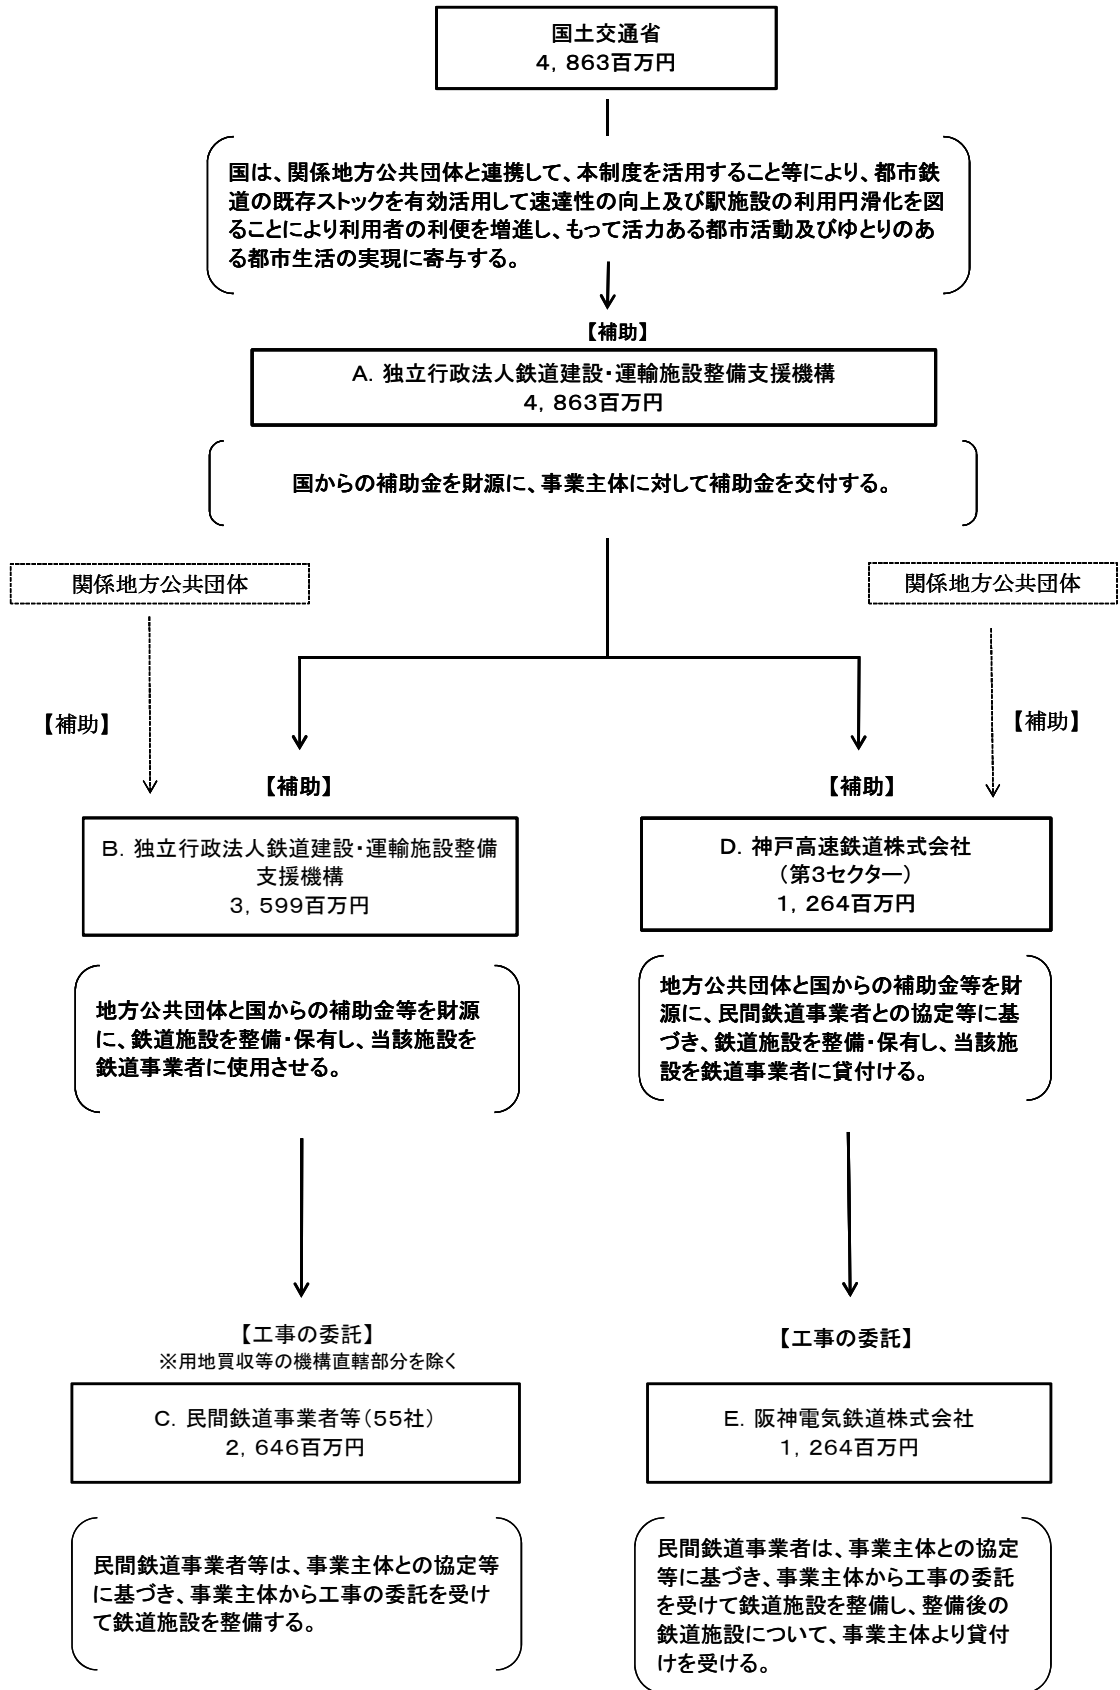 国土交通省
4，863百万円
国は、関係地方公共団体と連携して、本制度を活用すること等により、都市鉄
道の既存ストックを有効活用して速達性の向上及び駅施設の利用円滑化を図
ることにより利用者の利便を増進し、もって活力ある都市活動及びゆとりのあ
る都市生活の実現に寄与する。
【補助】
A．独立行政法人鉄道建設・運輸施設整備支援機構
4，863百万円
国からの補助金を財源に、事業主体に対して補助金を交付する。
関係地方公共団体
関係地方公共団体
【補助】
【補助】
【補助】
【補助】
B．独立行政法人鉄道建設・運輸施設整備
支援機構
3，599百万円
D．神戸高速鉄道株式会社
（第3セクター）
1，264百万円
地方公共団体と国からの補助金等を財源
に、鉄道施設を整備・保有し、当該施設を
鉄道事業者に使用させる。
地方公共団体と国からの補助金等を財
源に、民間鉄道事業者との協定等に基
づき、鉄道施設を整備・保有し、当該施
設を鉄道事業者に貸付ける。
【工事の委託】
※用地買収等の機構直轄部分を除く
【工事の委託】
C．民間鉄道事業者等（55社）
2，646百万円
E．阪神電気鉄道株式会社
1，264百万円
民間鉄道事業者等は、事業主体との協定等
に基づき、事業主体から工事の委託を受け
て鉄道施設を整備する。
民間鉄道事業者は、事業主体との協定
等に基づき、事業主体から工事の委託
を受けて鉄道施設を整備し、整備後の
鉄道施設について、事業主体より貸付
けを受ける。